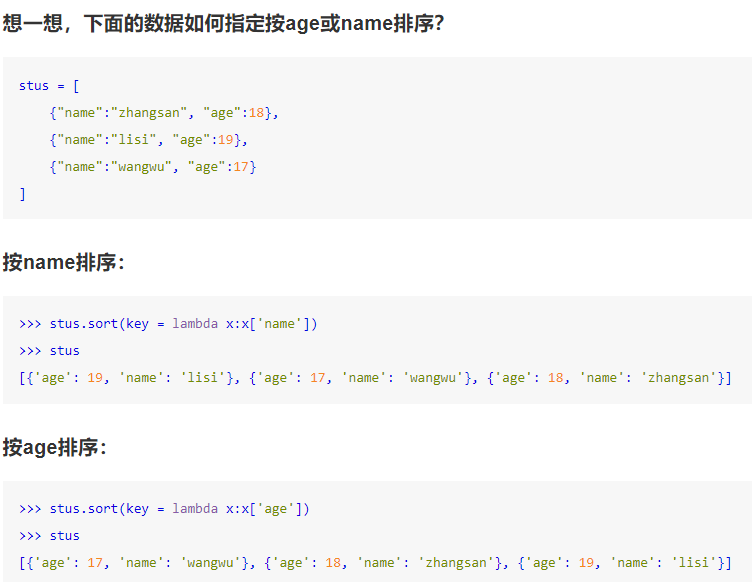 想一想，下面的数据如何指定按age或name排序？
stus = [
    {"name":"zhangsan", "age":18},
    {"name":"lisi", "age":19},
    {"name":"wangwu", "age":17}
]
按name排序：
>>> stus.sort(key = lambda x:x['name'])
>>> stus
[{'age': 19, 'name': 'lisi'}, {'age': 17, 'name': 'wangwu'}, {'age': 18, 'name': 'zhangsan'}]
按age排序：
>>> stus.sort(key = lambda x:x['age'])
>>> stus
[{'age': 17, 'name': 'wangwu'}, {'age': 18, 'name': 'zhangsan'}, {'age': 19, 'name': 'lisi'}]